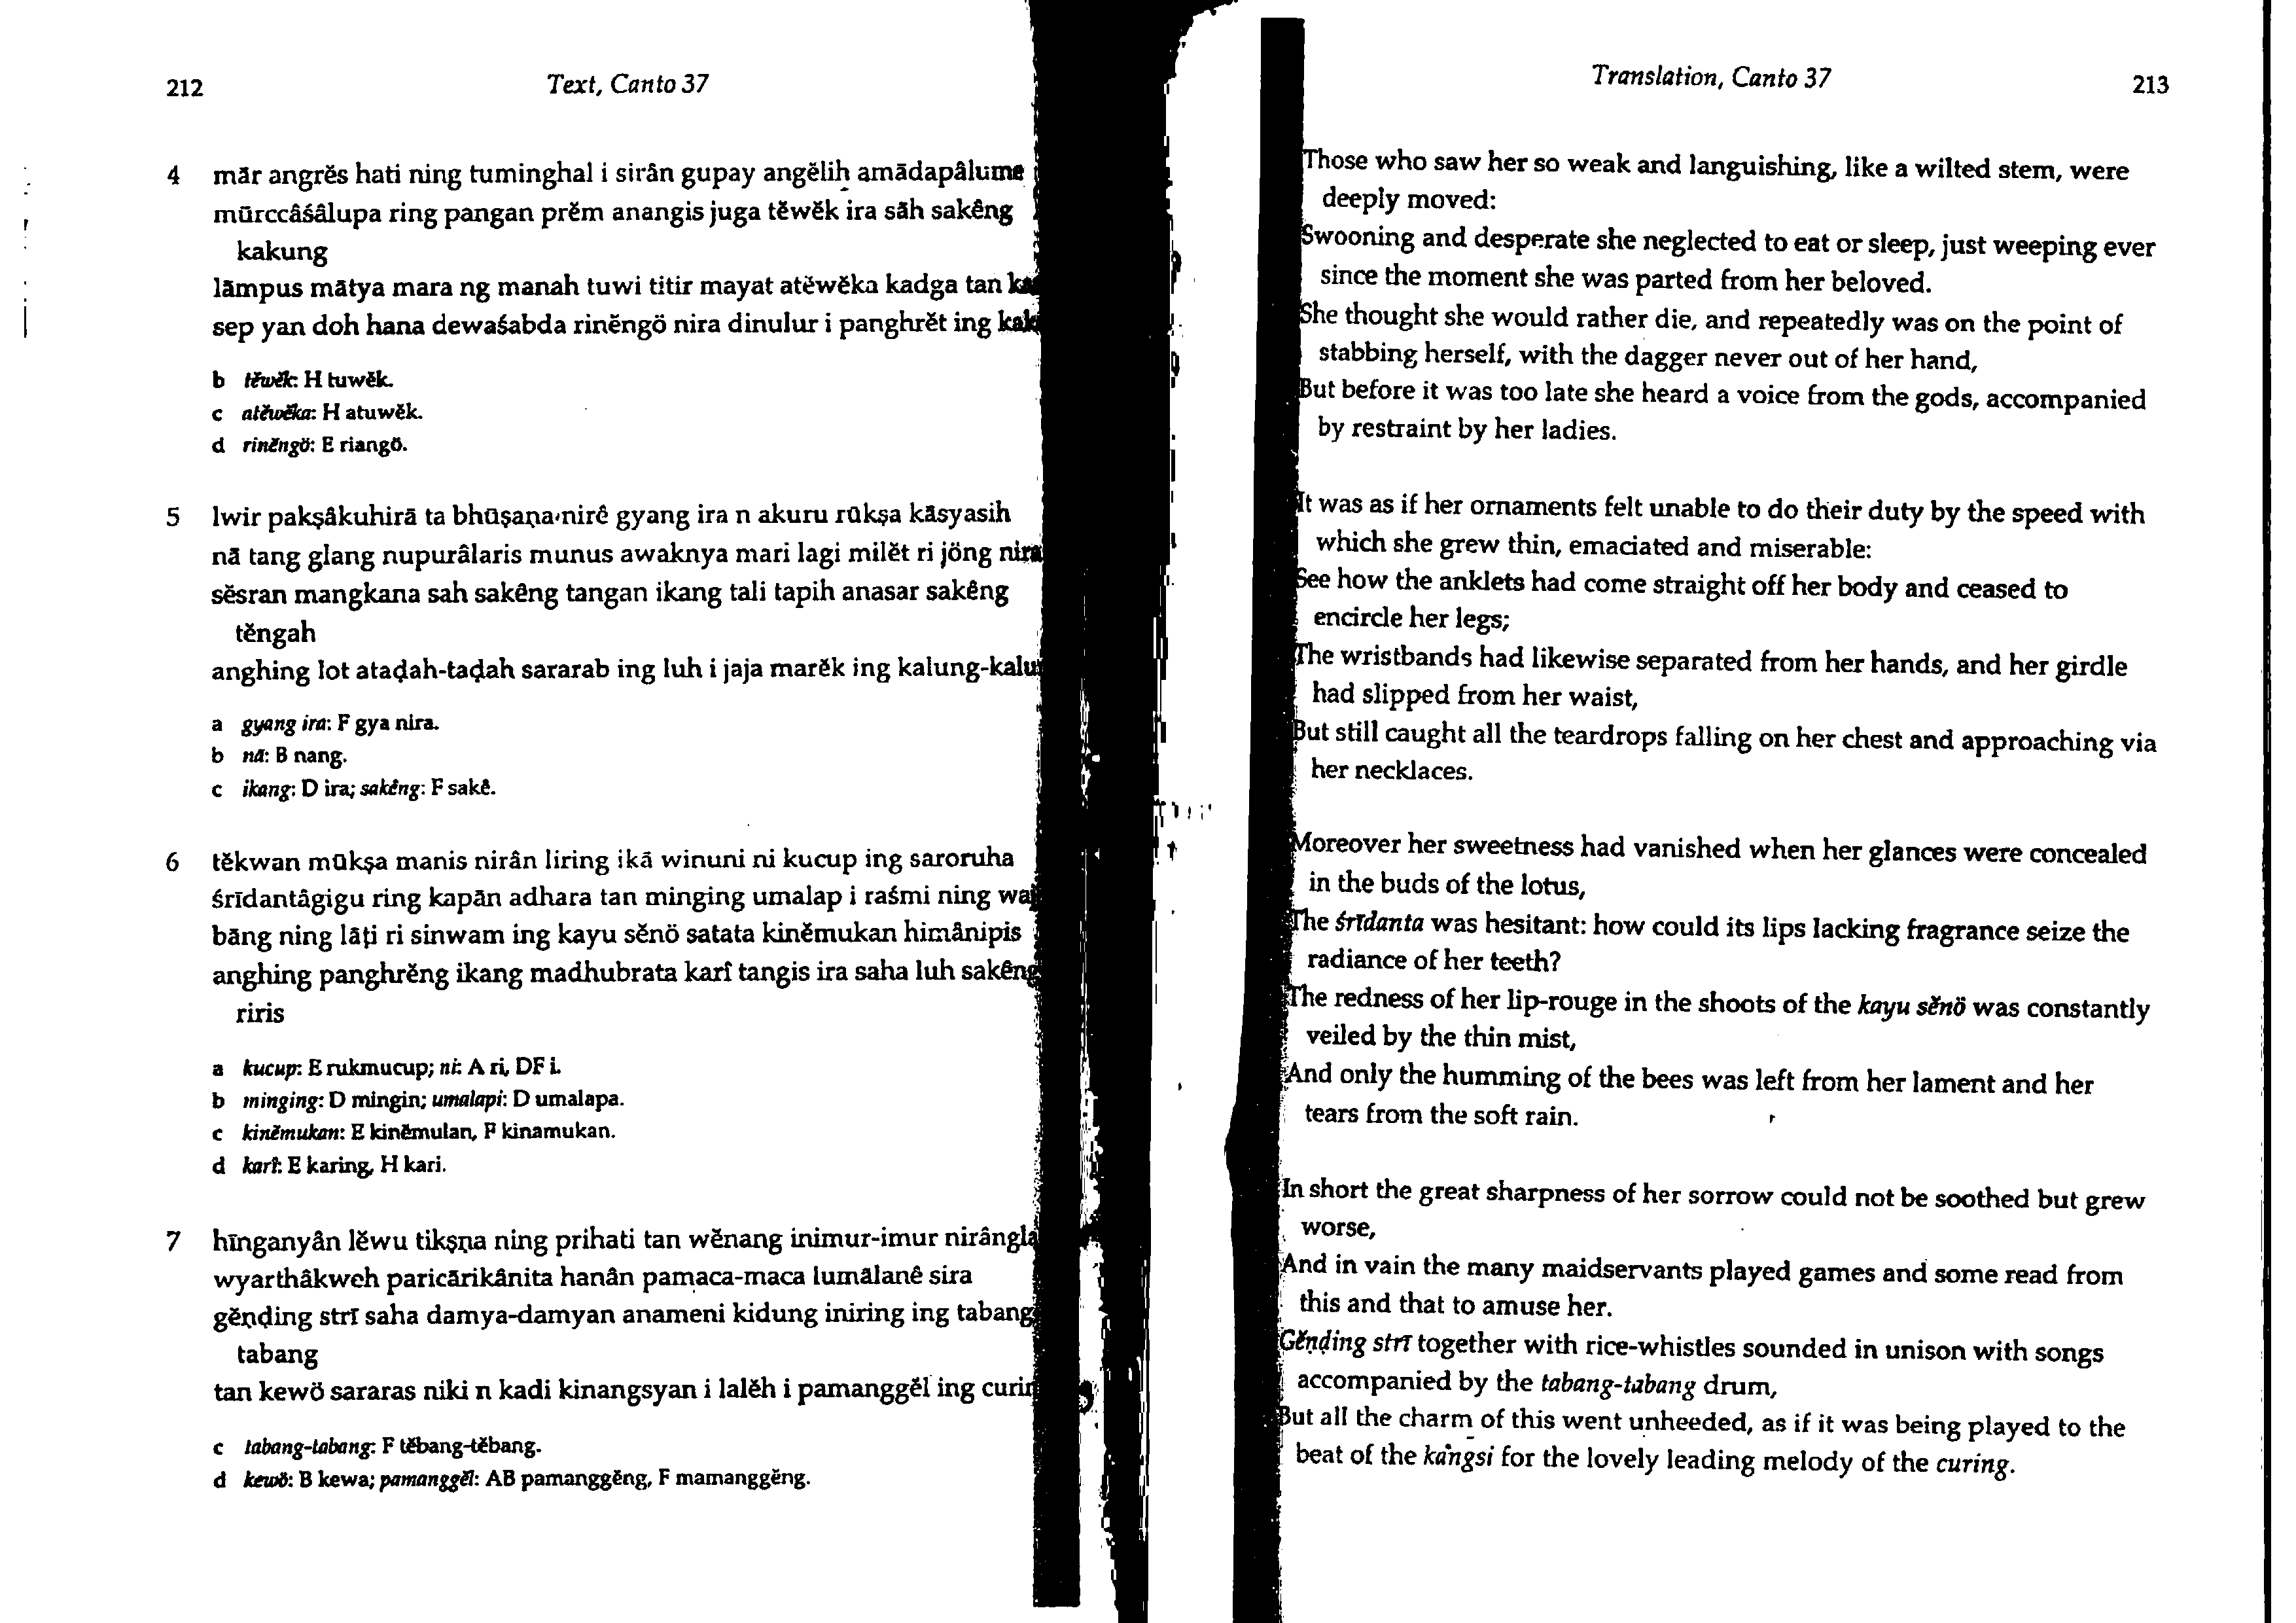 212
Text, Canto 37
4 mār angrĕs hati ning tuminghal i sirân gupay angĕliḥ amādapâlume
mūrccâśâlupa ring pangan prĕm anangis juga tĕwĕk ira sāh sakêng
kakung
lāmpus mātya mara ng manah tuwi titir mayat atĕwĕka kadga tan
sep yan doh hana dewaśabda rinĕngö nira dinulur i panghrĕt ing
b tĕwĕk: H tuwĕk.
c atĕwĕka: H atuwĕk.
d rinĕngö: E riangö.
5 lwir pakṣâkuhirā ta bhūṣaṇa nirê gyang ira n akuru rūkṣa kāsyasih
nā tang glang nupurâlaris munus awaknya mari lagi milĕt ri jöng nira
sĕsran mangkana sah sakêng tangan ikang tali tapih anasar sakêng
tĕngah
anghing lot ataḍah-taḍah sararab ing luh i jaja marĕk ing
a gyang ira: F gya nira.
b nā: B nang.
c ikang: D ira; sakêng: F sakê.
6 tĕkwan mūkṣa manis nirân liring ikā winuni ni kucup ing saroruha
śrīdantâgigu ring kapān adhara tan minging umalap i raśmi ning
bāng ning lāṭi ri sinwam ing kayu sĕnö satata kinĕmukan himânipis
anghing panghrĕng ikang madhubrata karî tangis ira saha luh sakêng
riris
a kucup: E rukmucup; ni: A ri, DF i.
b minging: D mingin; umalapi: D umalapa.
c kinĕmukan: E kinĕmulan, F kinamukan.
d karî: E karing, H kari.
7 hīnganyân lĕwu tikṣṇa ning prihati tan wĕnang inimur-imur
wyarthâkweh paricārikânita hanân pamaca-maca lumālanê sira
gĕṇḍing strī saha damya-damyan anameni kidung iniring ing tabang-
tabang
tan kewö sararas niki n kadi kinangsyan i lalĕh i pamanggĕl ing
c tabang-tabang: F tĕbang-tĕbang.
d kewö: B kewa; pamanggĕl: AB pamanggĕng, F mamanggĕng.
Translation, Canto 37
213
Those who saw her so weak and languishing, like a wilted stem, were
deeply moved:
Swooning and desperate she neglected to eat or sleep, just weeping ever
since the moment she was parted from her beloved.
She thought she would rather die, and repeatedly was on the point of
stabbing herself, with the dagger never out of her hand,
But before it was too late she heard a voice from the gods, accompanied
by restraint by her ladies.
It was as if her ornaments felt unable to do their duty by the speed with
which she grew thin, emaciated and miserable:
See how the anklets had come straight off her body and ceased to
encircle her legs;
The wristbands had likewise separated from her hands, and her girdle
had slipped from her waist,
But still caught all the teardrops falling on her chest and approaching via
her necklaces.
Moreover her sweetness had vanished when her glances were concealed
in the buds of the lotus,
The śrīdanta was hesitant: how could its lips lacking fragrance seize the
radiance of her teeth?
The redness of her lip-rouge in the shoots of the kayu sĕnö was constantly
veiled by the thin mist,
And only the humming of the bees was left from her lament and her
tears from the soft rain.
In short the great sharpness of her sorrow could not be soothed but grew
worse,
And in vain the many maidservants played games and some read from
this and that to amuse her.
Gĕṇḍing strī together with rice-whistles sounded in unison with songs
accompanied by the tabang-tabang drum,
But all the charm of this went unheeded, as if it was being played to the
beat of the kangsi for the lovely leading melody of the curing.